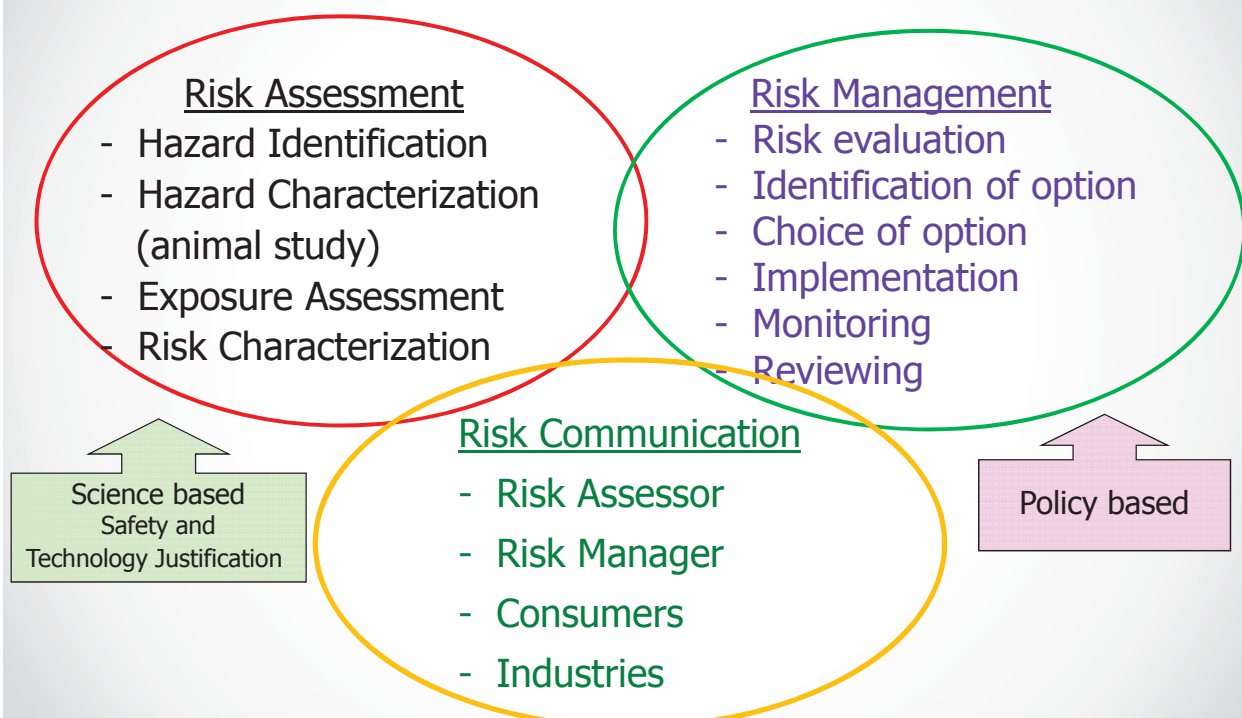 Risk Assessment
- Hazard Identification
- Hazard Characterization
(animal study)
- Exposure Assessment
- Risk Characterization
Risk Management
- Risk evaluation
- Identification of option
- Choice of option
- Implementation
- Monitoring
- Reviewing
Science based
Safety and
Technology Justification
Risk Communication
- Risk Assessor
- Risk Manager
- Consumers
- Industries
Policy based